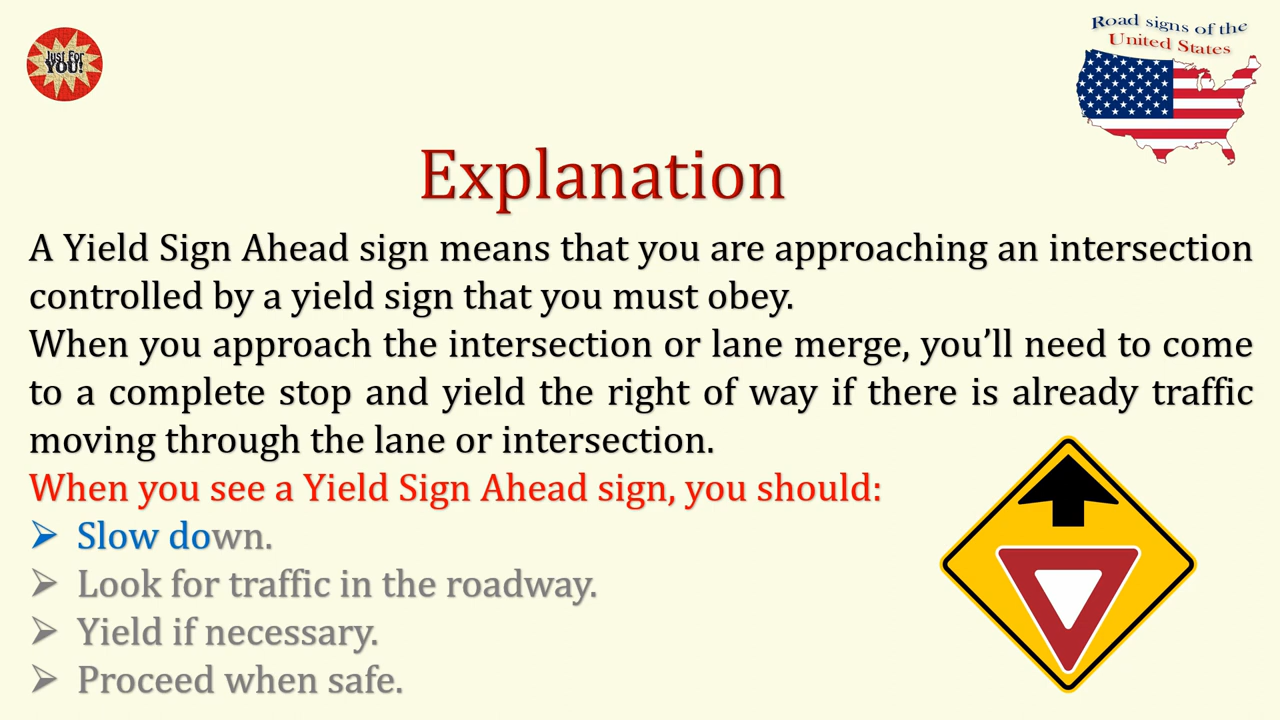 Just For
YOU!
Road signs of the
United States
Explanation
A Yield Sign Ahead sign means that you are approaching an intersection
controlled by a yield sign that you must obey.
When you approach the intersection or lane merge, you’ll need to come
to a complete stop and yield the right of way if there is already traffic
moving through the lane or intersection.
When you see a Yield Sign Ahead sign, you should:
Slow down.
Look for traffic in the roadway.
Yield if necessary.
Proceed when safe.